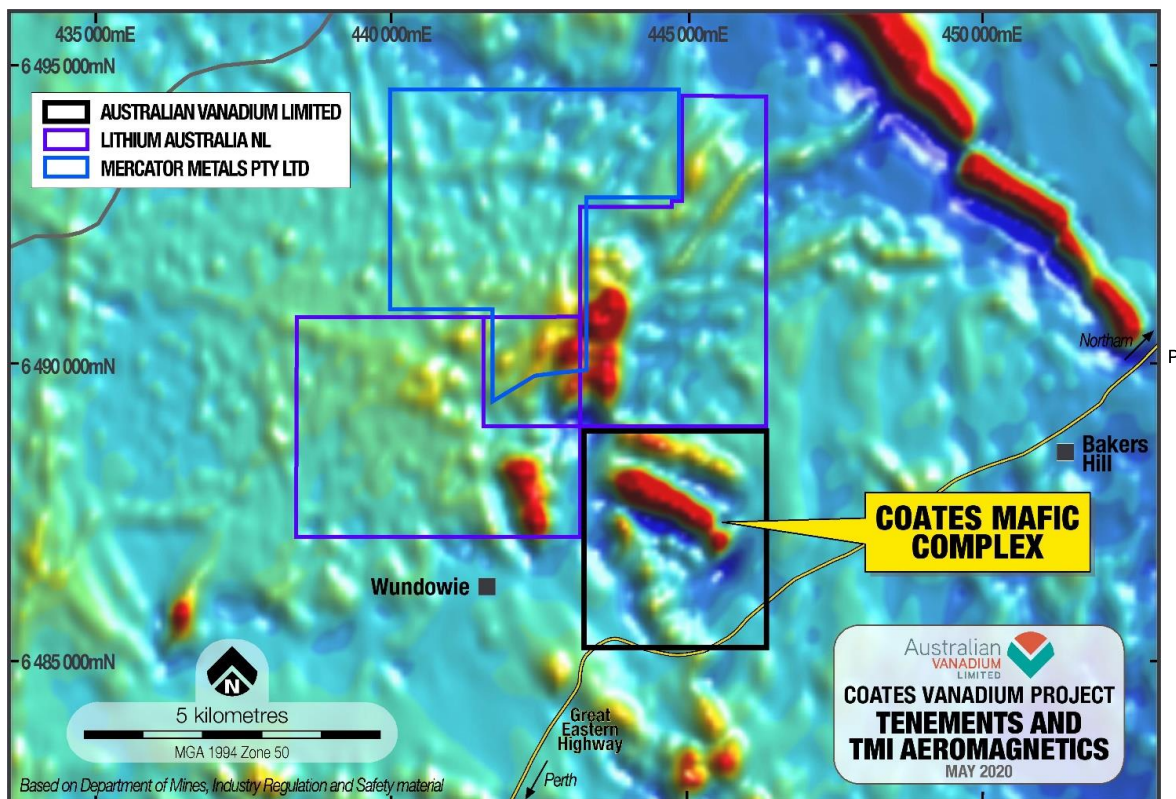 435 000mE
440 000mE
445 000mE
450 000mE
6 495 000mN
AUSTRALIAN VANADIUM LIMITED
LITHIUM AUSTRALIA NL
MERCATOR METALS PTY LTD
Northam
6 490 000mN
P
Bakers
Hill
COATES MAFIC
COMPLEX
Wundowie
6 485 000mN
N
5 kilometres
MGA 1994 Zone 50
Great
Eastern
Highway
Perth
Australian
VANADIUM
LIMITED
COATES VANADIUM PROJECT
TENEMENTS AND
TMI AEROMAGNETICS
MAY 2020
Based on Department of Mines, Industry Regulation and Safety material